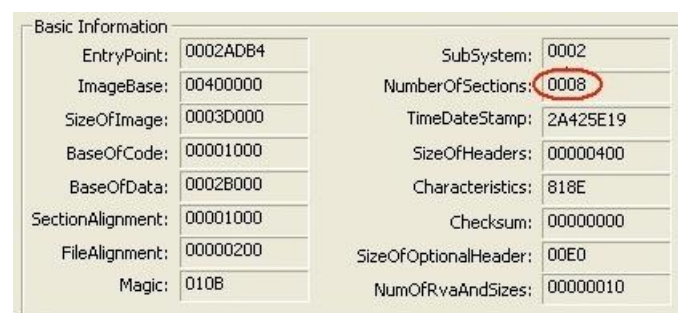 Basic Information
EntryPoint: 0002ADB4 SubSystem: 0002
ImageBase: 00400000 NumberOfSections: 0008
SizeOfImage: 0003D000 TimeDateStamp: 2A425E19
BaseOfCode: 00001000 SizeOfHeaders: 00000400
BaseOfData: 0002B000 Characteristics: 818E
SectionAlignment: 00001000 Checksum: 00000000
FileAlignment: 00000200 SizeOfOptionalHeader: 00E0
Magic: 010B NumOfRvaAndSizes: 00000010